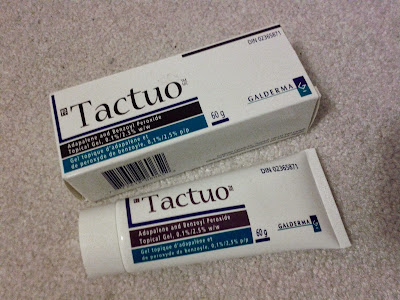 DIN 02365871
Tactuo™
Adapalene and Benzoyl Peroxide
Topical Gel, 0.1%/2.5% w/w
Gel topique d'adapalène et
de peroxyde de benzoyle, 0,1%/2,5% p/p
60 g
GALDERMA
DIN 02365871
Tactuo™
Adapalene and Benzoyl Peroxide
Topical Gel, 0.1%/2.5% w/w
Gel topique d'adapalène et
de peroxyde de benzoyle, 0,1%/2,5% p/p
60 g
GALDERMA